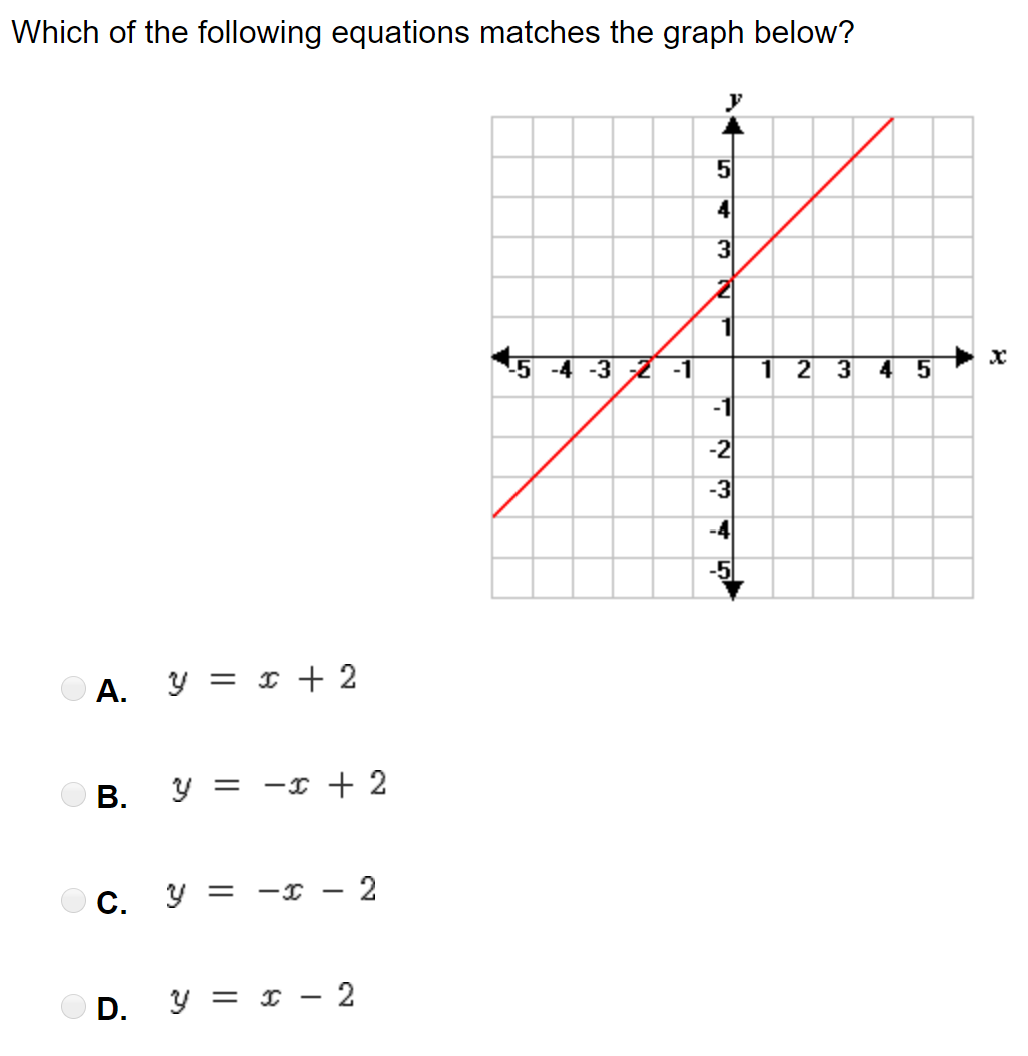 Which of the following equations matches the graph below?
y
5
4
3
2
1
-5 -4 -3 -2 -1 1 2 3 4 5 x
-1
-2
-3
-4
-5
A. y = x + 2
B. y = −x + 2
C. y = −x − 2
D. y = x − 2